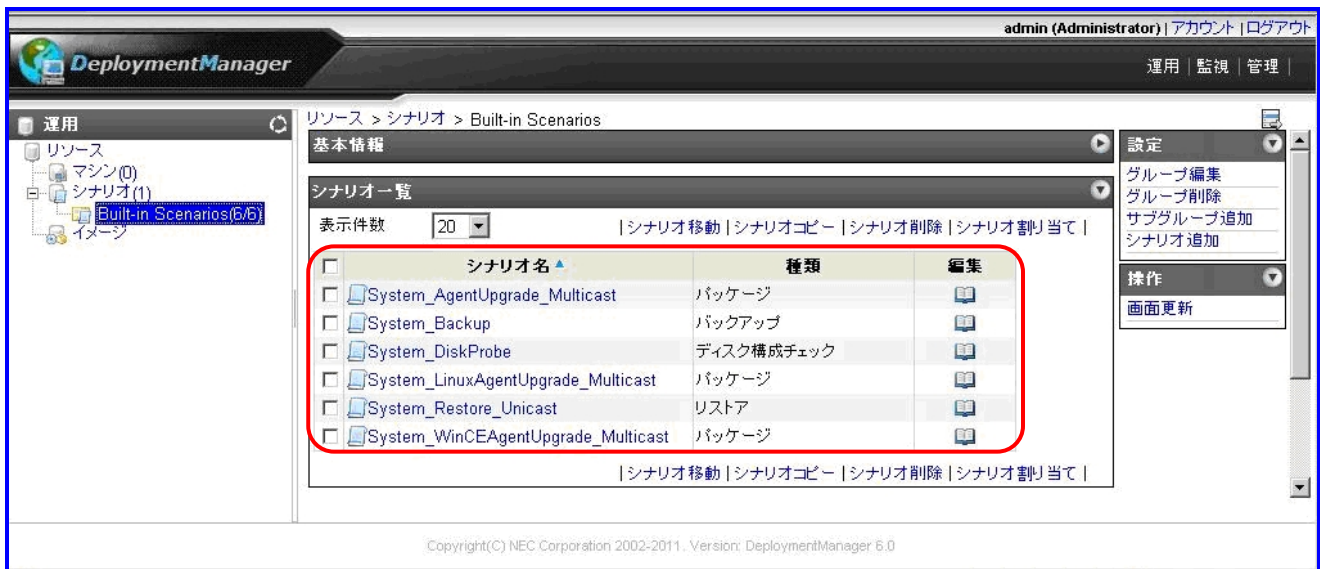 admin (Administrator) | アカウント | ログアウト
DeploymentManager
運用 | 監視 | 管理 |
運用
リソース
マシン(0)
シナリオ(1)
Built-in Scenarios(6/6)
イメージ
リソース > シナリオ > Built-in Scenarios
基本情報
シナリオ一覧
表示件数 20 | シナリオ移動 | シナリオコピー | シナリオ削除 | シナリオ割り当て |
シナリオ名 種類 編集
System_AgentUpgrade_Multicast パッケージ
System_Backup バックアップ
System_DiskProbe ディスク構成チェック
System_LinuxAgentUpgrade_Multicast パッケージ
System_Restore_Unicast リストア
System_WinCEAgentUpgrade_Multicast パッケージ
| シナリオ移動 | シナリオコピー | シナリオ削除 | シナリオ割り当て |
設定
グループ編集
グループ削除
サブグループ追加
シナリオ追加
操作
画面更新
Copyright(C) NEC Corporation 2002-2011. Version: DeploymentManager 6.0